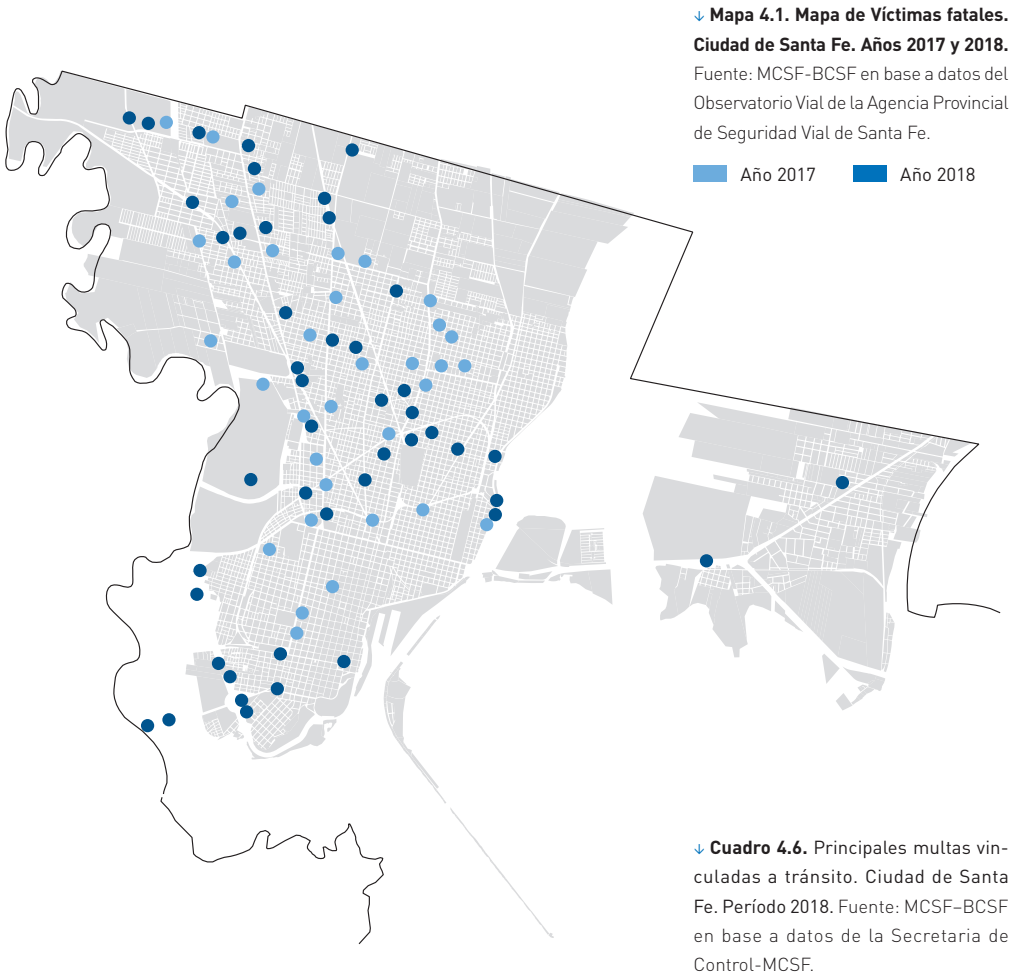 ↓ Mapa 4.1. Mapa de Víctimas fatales.
Ciudad de Santa Fe. Años 2017 y 2018.
Fuente: MCSF-BCSF en base a datos del
Observatorio Vial de la Agencia Provincial
de Seguridad Vial de Santa Fe.
Año 2017 Año 2018
↓ Cuadro 4.6. Principales multas vin-
culadas a tránsito. Ciudad de Santa
Fe. Período 2018. Fuente: MCSF–BCSF
en base a datos de la Secretaria de
Control-MCSF.